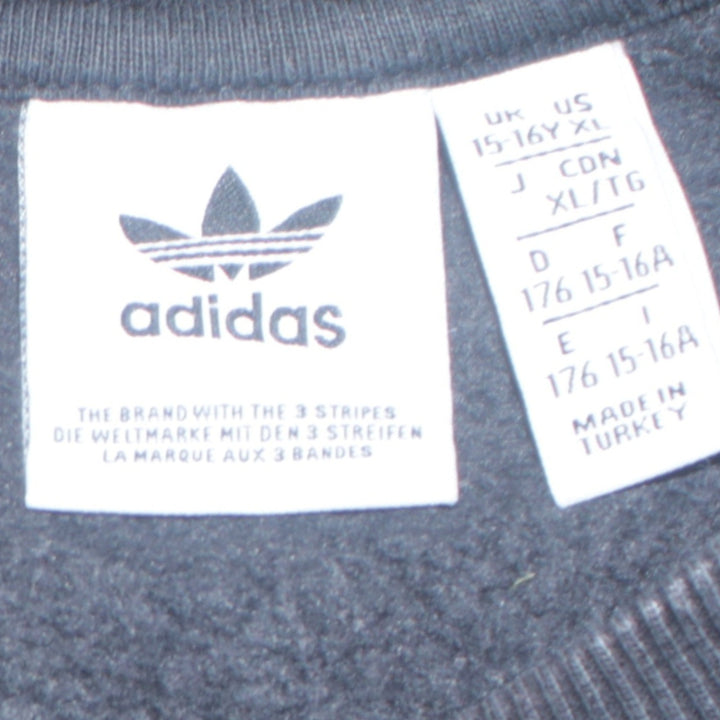 adidas
THE BRAND WITH THE 3 STRIPES
DIE WELTMARKE MIT DEN 3 STREIFEN
LA MARQUE AUX 3 BANDES
UK US
15-16Y XL
J CDN
XL/TG
D F
176 15-16A
E I
176 15-16A
MADE IN
TURKEY